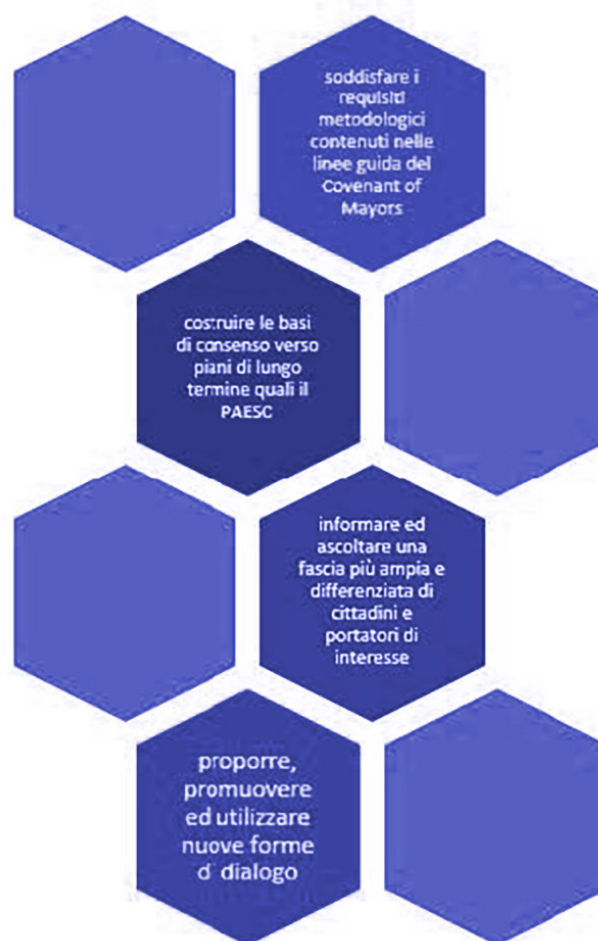 soddisfare i
requisiti
metodologici
contenuti nelle
linee guida del
Covenant of
Mayors
costruire le basi
di consenso verso
piani di lungo
termine quali il
PAESC
informare ed
ascoltare una
fascia più ampia e
differenziata di
cittadini e
portatori di
interesse
proporre,
promuovere
ed utilizzare
nuove forme
di dialogo